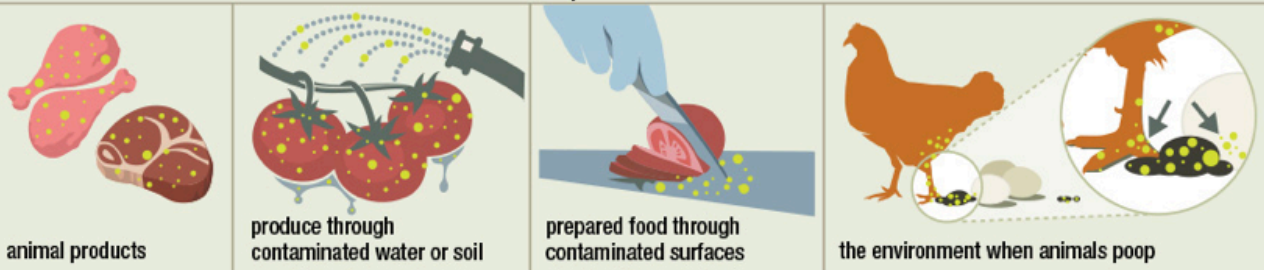 animal products
produce through
contaminated water or soil
prepared food through
contaminated surfaces
the environment when animals poop